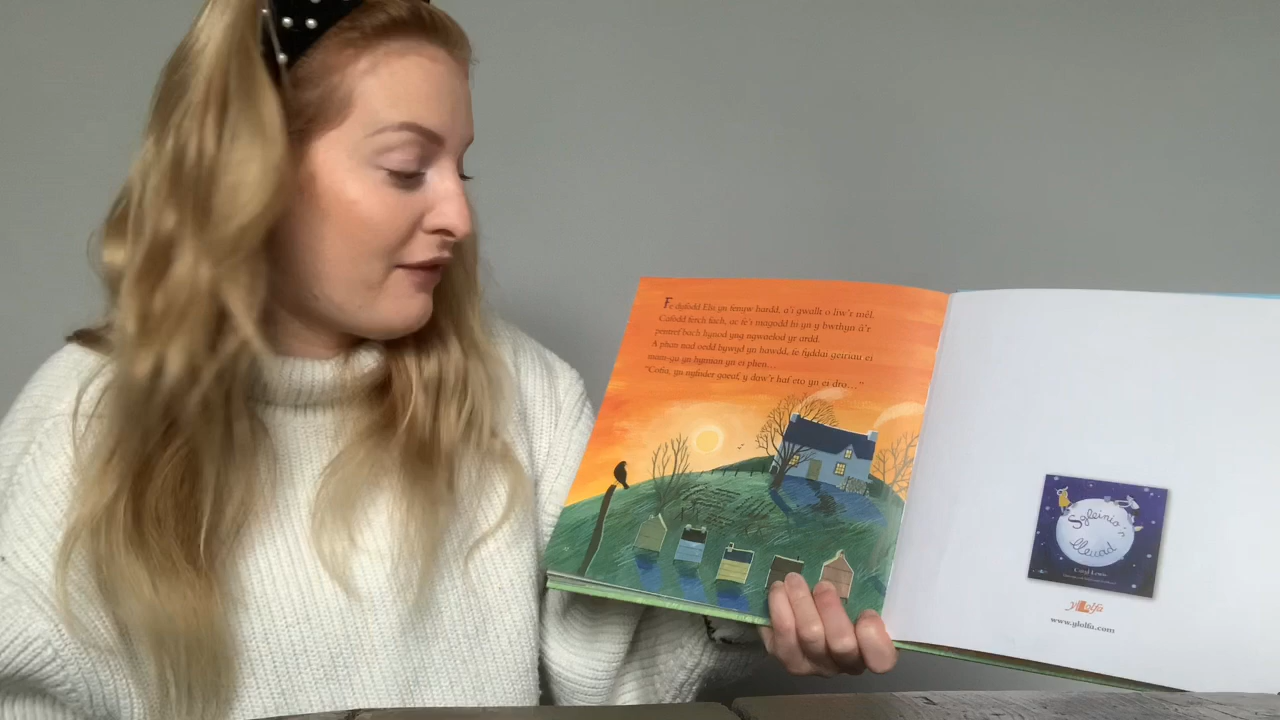 Fe dyfodd Ela yn fenyw hardd, a'i gwallt o liw'r mêl.
Cafodd ferch fach, ac fe'i magodd hi yn y bwthyn â'r
pentref bach hynod yng ngwaelod yr ardd.
A phan nad oedd bywyd yn hawdd, fe fyddai geiriau ei
mam-gu yn hymian yn ei phen...
"Cofia, yn nyfnder gaeaf, y daw'r haf eto yn ei dro..."
Sgleinio'r
lleuad
Caryl Lewis
y Lolfa
www.ylolfa.com